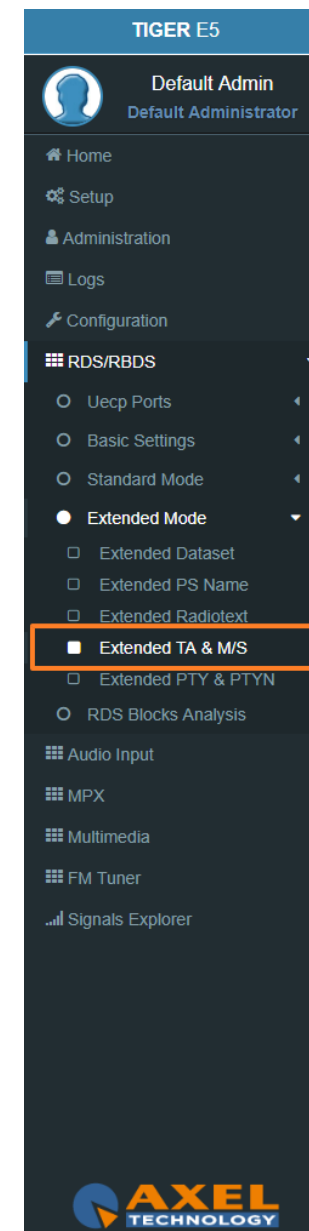 TIGER E5
Default Admin
Default Administrator
Home
Setup
Administration
Logs
Configuration
RDS/RBDS
Uecp Ports
Basic Settings
Standard Mode
Extended Mode
Extended Dataset
Extended PS Name
Extended Radiotext
Extended TA & M/S
Extended PTY & PTYN
RDS Blocks Analysis
Audio Input
MPX
Multimedia
FM Tuner
Signals Explorer
AXEL
TECHNOLOGY